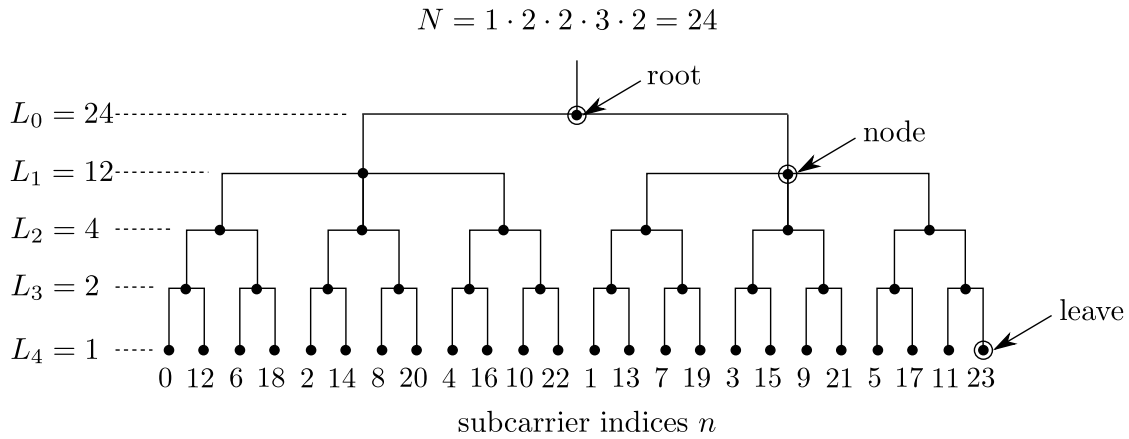 N = 1 · 2 · 2 · 3 · 2 = 24
root
L₀ = 24
node
L₁ = 12
L₂ = 4
L₃ = 2
leave
L₄ = 1
0 12 6 18 2 14 8 20 4 16 10 22 1 13 7 19 3 15 9 21 5 17 11 23
subcarrier indices n